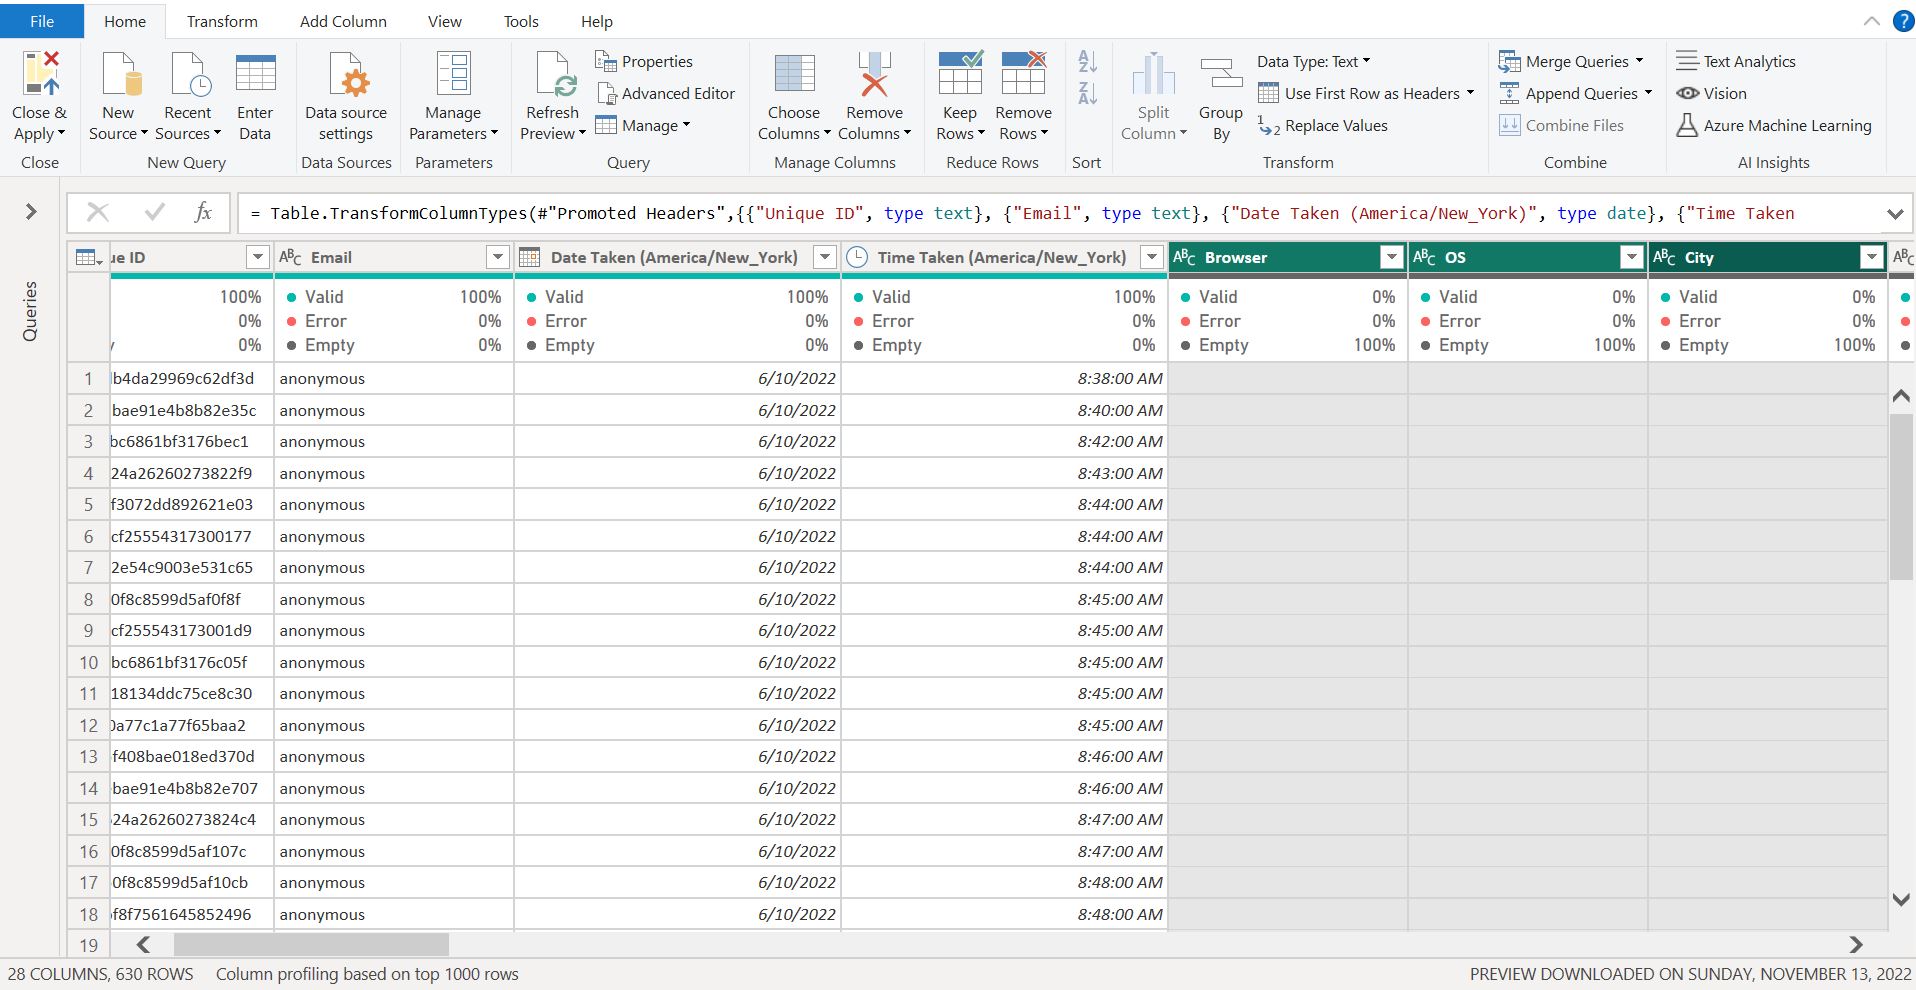 File Home Transform Add Column View Tools Help ?
Close & Apply New Source Recent Sources Enter Data Data source settings Manage Parameters Refresh Preview Properties Advanced Editor Manage Choose Columns Remove Columns Keep Rows Remove Rows A Z Z A Split Column Group By Data Type: Text Use First Row as Headers 1 2 Replace Values Merge Queries Append Queries Combine Files Text Analytics Vision Azure Machine Learning
Close New Query Data Sources Parameters Query Manage Columns Reduce Rows Sort Transform Combine AI Insights
fx = Table.TransformColumnTypes(#"Promoted Headers",{{"Unique ID", type text}, {"Email", type text}, {"Date Taken (America/New_York)", type date}, {"Time Taken
Queries
ue ID ABC Email Date Taken (America/New_York) Time Taken (America/New_York) ABC Browser ABC OS ABC City ABC
100% Valid 100% Valid 100% Valid 100% Valid 0% Valid 0% Valid 0%
0% Error 0% Error 0% Error 0% Error 0% Error 0% Error 0%
0% Empty 0% Empty 0% Empty 0% Empty 100% Empty 100% Empty 100%
1 b4da29969c62df3d anonymous 6/10/2022 8:38:00 AM
2 bae91e4b8b82e35c anonymous 6/10/2022 8:40:00 AM
3 bc6861bf3176bec1 anonymous 6/10/2022 8:42:00 AM
4 24a26260273822f9 anonymous 6/10/2022 8:43:00 AM
5 f3072dd892621e03 anonymous 6/10/2022 8:44:00 AM
6 cf25554317300177 anonymous 6/10/2022 8:44:00 AM
7 2e54c9003e531c65 anonymous 6/10/2022 8:44:00 AM
8 0f8c8599d5af0f8f anonymous 6/10/2022 8:45:00 AM
9 cf255543173001d9 anonymous 6/10/2022 8:45:00 AM
10 bc6861bf3176c05f anonymous 6/10/2022 8:45:00 AM
11 18134ddc75ce8c30 anonymous 6/10/2022 8:45:00 AM
12 0a77c1a77f65baa2 anonymous 6/10/2022 8:45:00 AM
13 f408bae018ed370d anonymous 6/10/2022 8:46:00 AM
14 bae91e4b8b82e707 anonymous 6/10/2022 8:46:00 AM
15 24a26260273824c4 anonymous 6/10/2022 8:47:00 AM
16 0f8c8599d5af107c anonymous 6/10/2022 8:47:00 AM
17 0f8c8599d5af10cb anonymous 6/10/2022 8:48:00 AM
18 f8f7561645852496 anonymous 6/10/2022 8:48:00 AM
19
28 COLUMNS, 630 ROWS Column profiling based on top 1000 rows PREVIEW DOWNLOADED ON SUNDAY, NOVEMBER 13, 2022